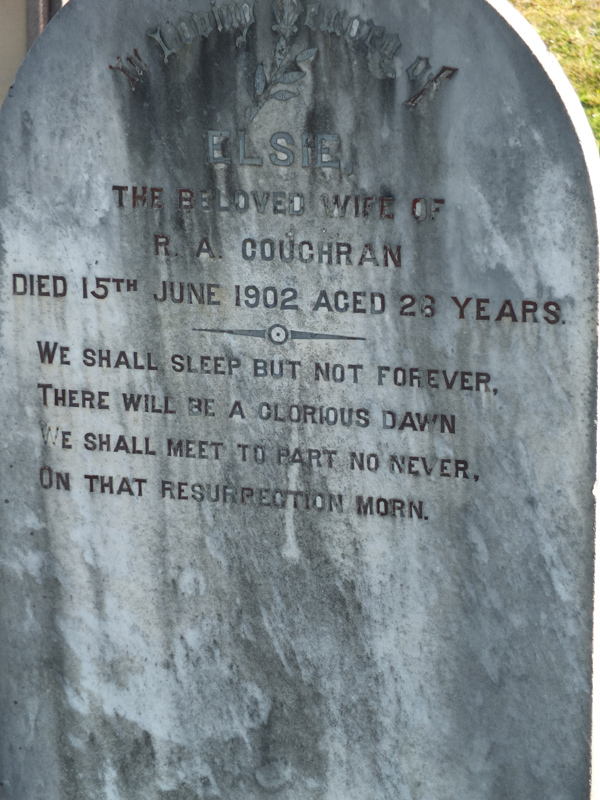 In Loving Memory of
ELSIE,
THE BELOVED WIFE OF
R. A. COUCHRAN
DIED 15TH JUNE 1902 AGED 28 YEARS.
WE SHALL SLEEP BUT NOT FOREVER,
THERE WILL BE A GLORIOUS DAWN
WE SHALL MEET TO PART NO NEVER,
ON THAT RESURRECTION MORN.